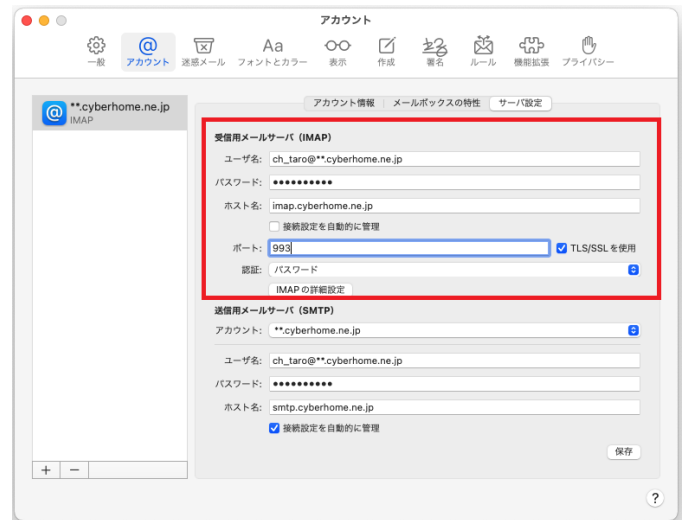 アカウント
一般 アカウント 迷惑メール フォントとカラー 表示 作成 署名 ルール 機能拡張 プライバシー
**.cyberhome.ne.jp
IMAP
アカウント情報 メールボックスの特性 サーバ設定
受信用メールサーバ（IMAP）
ユーザ名: ch_taro@**.cyberhome.ne.jp
パスワード: ●●●●●●●●●●
ホスト名: imap.cyberhome.ne.jp
接続設定を自動的に管理
ポート: 993 TLS/SSL を使用
認証: パスワード
IMAP の詳細設定
送信用メールサーバ（SMTP）
アカウント: **.cyberhome.ne.jp
ユーザ名: ch_taro@**.cyberhome.ne.jp
パスワード: ●●●●●●●●●●
ホスト名: smtp.cyberhome.ne.jp
接続設定を自動的に管理
保存
+ −
?